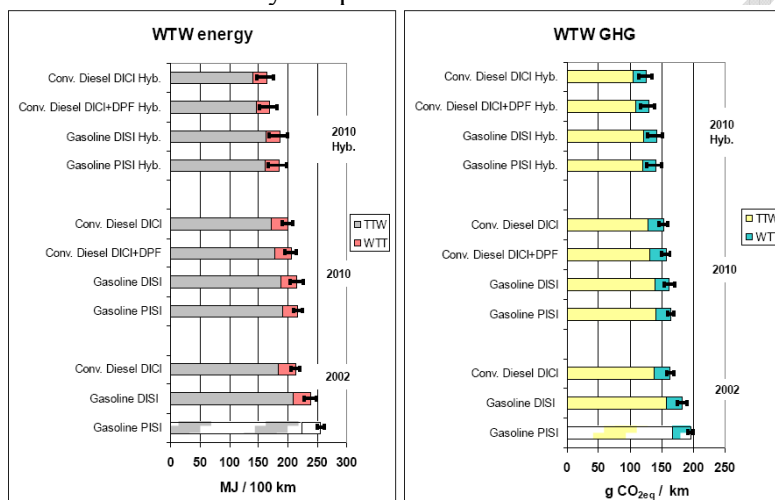 WTW energy
Conv. Diesel DICI Hyb.
Conv. Diesel DICI+DPF Hyb.
Gasoline DISI Hyb.
Gasoline PISI Hyb.
2010
Hyb.
Conv. Diesel DICI
Conv. Diesel DICI+DPF
Gasoline DISI
Gasoline PISI
2010
TTW
WTT
Conv. Diesel DICI
Gasoline DISI
Gasoline PISI
2002
0 50 100 150 200 250 300
MJ / 100 km
WTW GHG
Conv. Diesel DICI Hyb.
Conv. Diesel DICI+DPF Hyb.
Gasoline DISI Hyb.
Gasoline PISI Hyb.
2010
Hyb.
Conv. Diesel DICI
Conv. Diesel DICI+DPF
Gasoline DISI
Gasoline PISI
2010
TTW
WTT
Conv. Diesel DICI
Gasoline DISI
Gasoline PISI
2002
0 50 100 150 200 250
g CO2eq / km